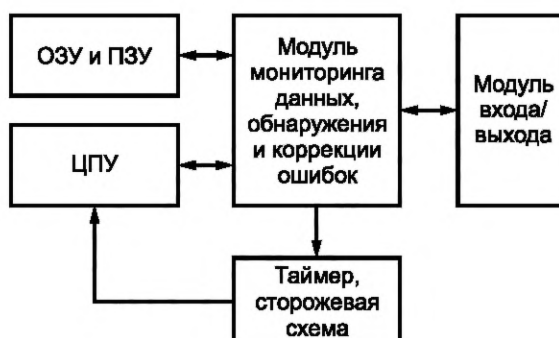 ОЗУ и ПЗУ
ЦПУ
Модуль
мониторинга
данных,
обнаружения
и коррекции
ошибок
Модуль
входа/
выхода
Таймер,
сторожевая
схема